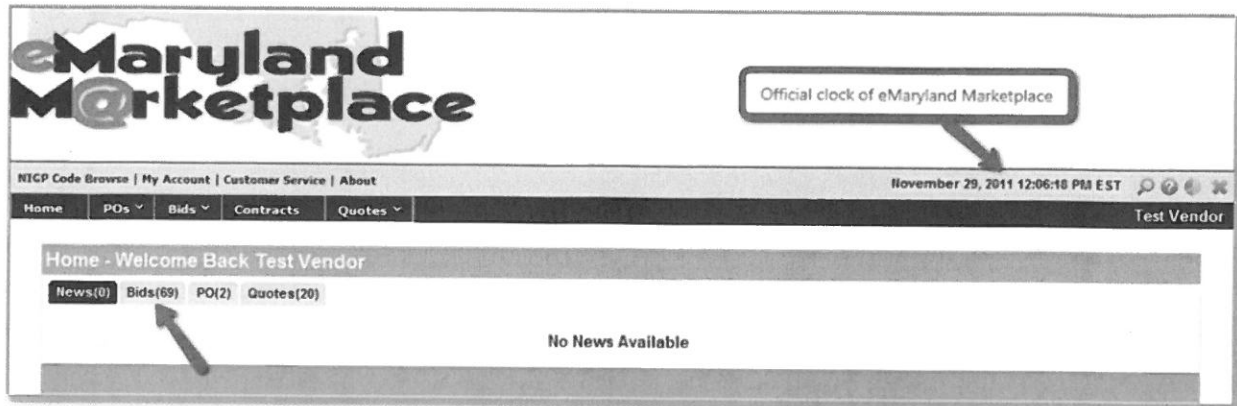 eMaryland
M@rketplace
Official clock of eMaryland Marketplace
NIGP Code Browse | My Account | Customer Service | About
November 29, 2011 12:06:18 PM EST
Home POs Bids Contracts Quotes
Test Vendor
Home - Welcome Back Test Vendor
News(0) Bids(69) PO(2) Quotes(20)
No News Available